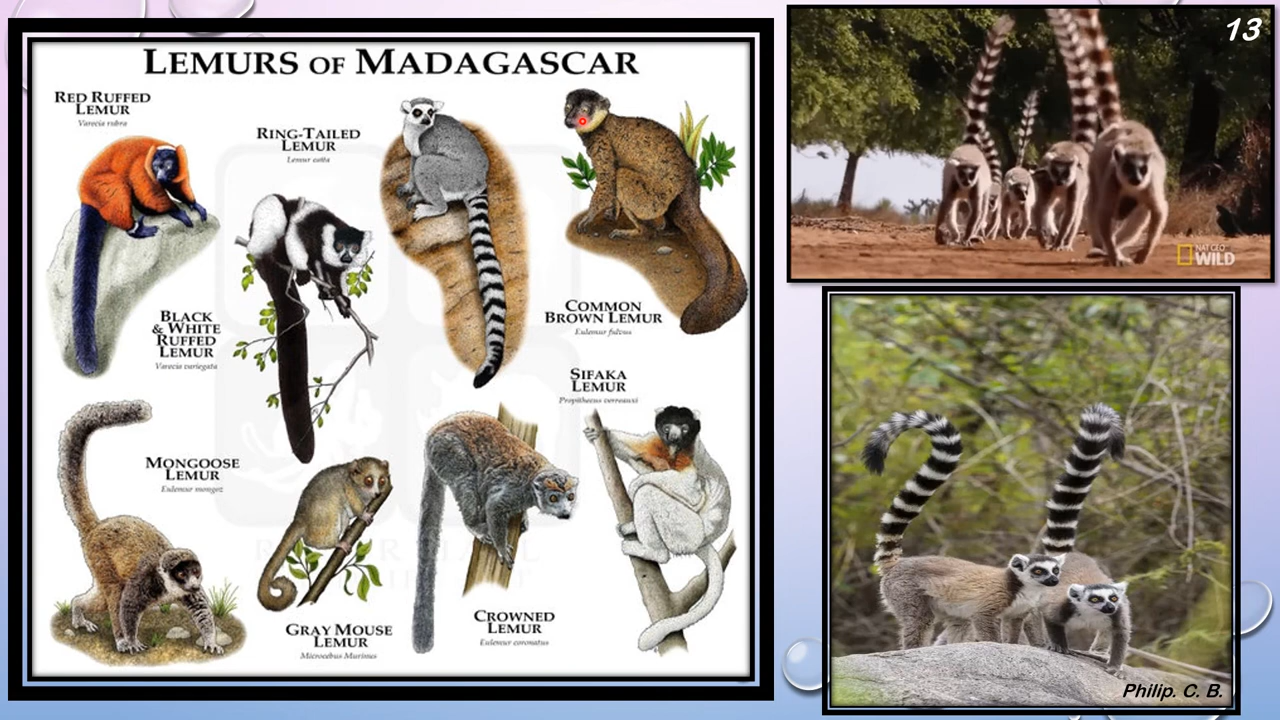 LEMURS OF MADAGASCAR
RED RUFFED
LEMUR
Varecia rubra
RING-TAILED
LEMUR
Lemur catta
BLACK
& WHITE
RUFFED
LEMUR
Varecia variegata
COMMON
BROWN LEMUR
Eulemur fulvus
SIFAKA
LEMUR
Propithecus verreauxi
MONGOOSE
LEMUR
Eulemur mongoz
GRAY MOUSE
LEMUR
Microcebus Murinus
CROWNED
LEMUR
Eulemur coronatus
13
NAT GEO
WILD
Philip. C. B.